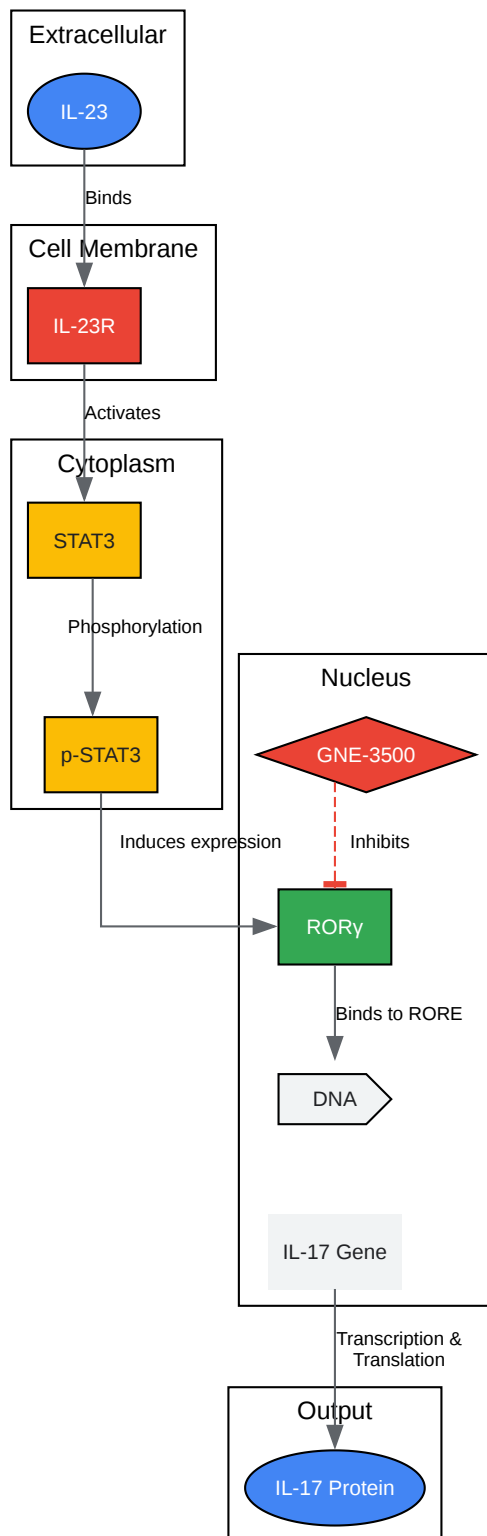 Extracellular
IL-23
Binds
Cell Membrane
IL-23R
Activates
Cytoplasm
STAT3
Phosphorylation
p-STAT3
Induces expression
Nucleus
GNE-3500
Inhibits
RORγ
Binds to RORE
DNA
IL-17 Gene
Transcription &
Translation
Output
IL-17 Protein